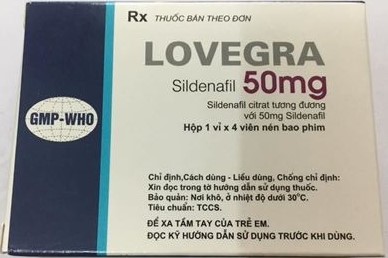 Rx THUỐC BÁN THEO ĐƠN
LOVEGRA
Sildenafil 50mg
Sildenafil citrat tương đương
với 50mg Sildenafil
Hộp 1 vỉ x 4 viên nén bao phim
GMP-WHO
Chỉ định,Cách dùng - Liều dùng, Chống chỉ định:
Xin đọc trong tờ hướng dẫn sử dụng thuốc.
Bảo quản: Nơi khô, ở nhiệt độ dưới 30°C.
Tiêu chuẩn: TCCS.
ĐỂ XA TẦM TAY CỦA TRẺ EM.
ĐỌC KỸ HƯỚNG DẪN SỬ DỤNG TRƯỚC KHI DÙNG.